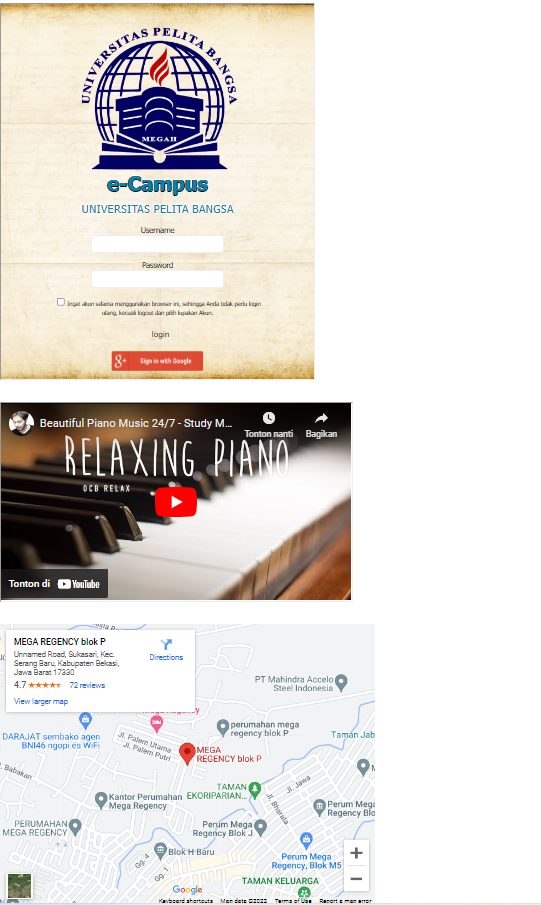 UNIVERSITAS PELITA BANGSA
MEGAH
e-Campus
UNIVERSITAS PELITA BANGSA
Username
Password
Ingat akun selama menggunakan browser ini, sehingga Anda tidak perlu login
ulang, kecuali logout dan pilih lupakan Akun.
login
g+ Sign in with Google
Beautiful Piano Music 24/7 - Study M...
Tonton nanti
Bagikan
RELAXING PIANO
OCB RELAX
Tonton di YouTube
MEGA REGENCY blok P
Unnamed Road, Sukasari, Kec.
Serang Baru, Kabupaten Bekasi,
Jawa Barat 17330
4.7 72 reviews
View larger map
Directions
PT Mahindra Accelo
Steel Indonesia
Mega Regency
DARAJAT sembako agen
BNI46 ngopi es WiFi
Jl. Palem Utama
Jl. Palem Putri
perumahan mega
regency blok P
Taman Jab
MEGA
REGENCY blok P
Babakan
TAMAN
EKORIPARIAN...
Jl. Jawa
Kantor Perumahan
Mega Regency
Jl. Bharata
Perum Meg
Regency Blo
PERUMAHAN
MEGA REGENCY
Perum Mega
Regency Blok J
Blok H Baru
Gg. 4
Gg. 1
Perum Mega
Regency, Blok M5
TAMAN KELUARGA
Google
Keyboard shortcuts Map data ©2022 Terms of Use Report a map error